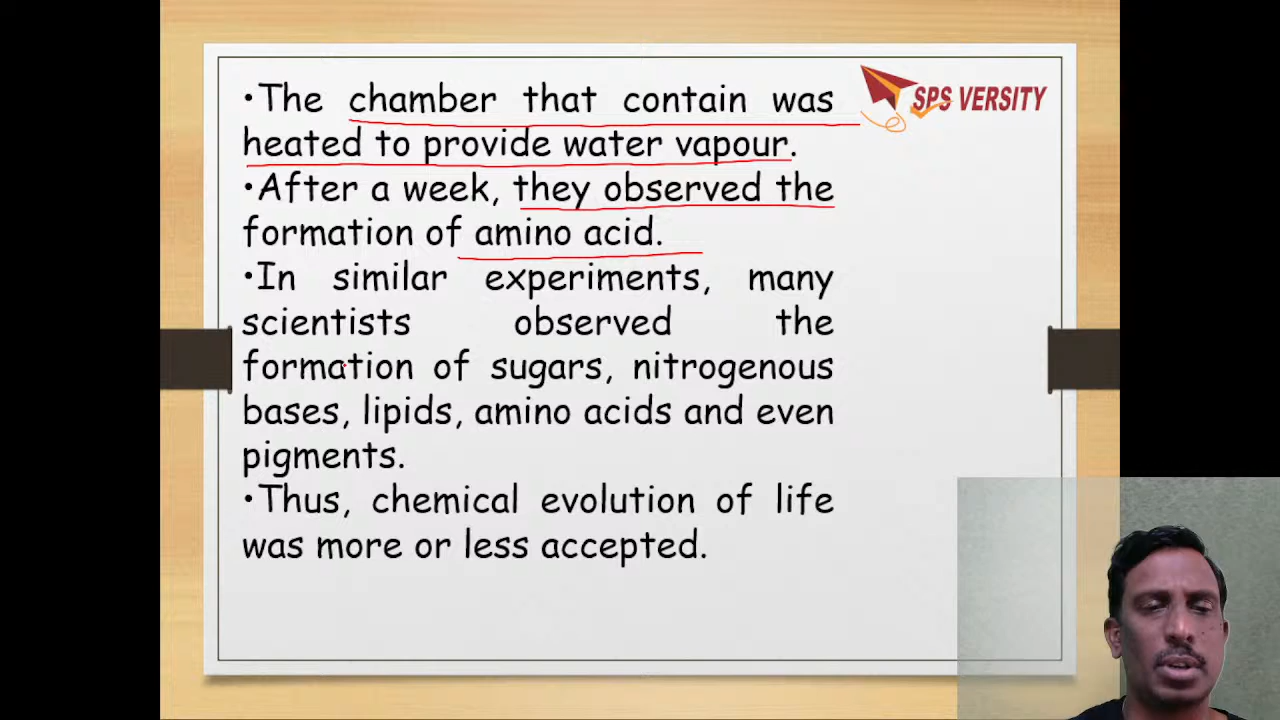 •The chamber that contain was
heated to provide water vapour.
•After a week, they observed the
formation of amino acid.
•In similar experiments, many
scientists observed the
formation of sugars, nitrogenous
bases, lipids, amino acids and even
pigments.
•Thus, chemical evolution of life
was more or less accepted.
SPS VERSITY